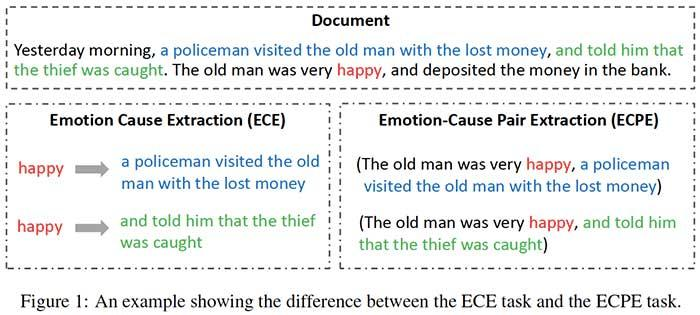 Document
Yesterday morning, a policeman visited the old man with the lost money, and told him that
the thief was caught. The old man was very happy, and deposited the money in the bank.
Emotion Cause Extraction (ECE)
happy
a policeman visited the old
man with the lost money
happy
and told him that the thief
was caught
Emotion-Cause Pair Extraction (ECPE)
(The old man was very happy, a policeman
visited the old man with the lost money)
(The old man was very happy, and told him
that the thief was caught)
Figure 1: An example showing the difference between the ECE task and the ECPE task.